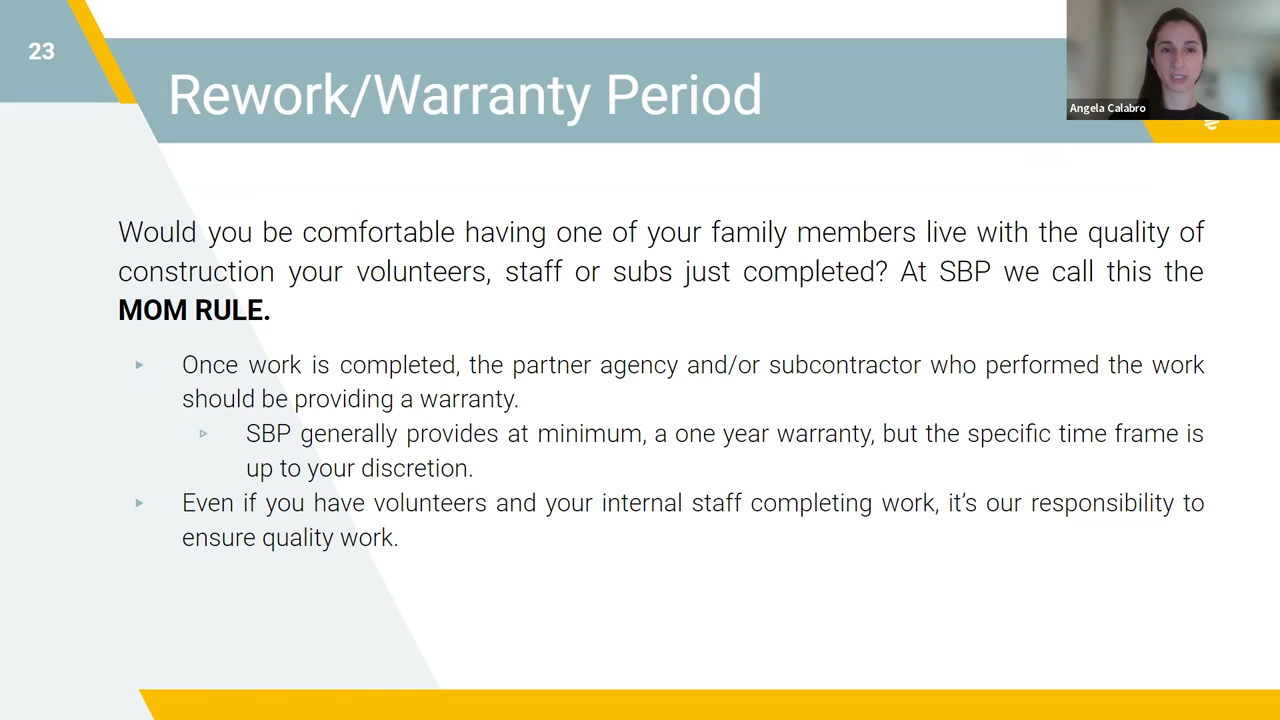 23
Rework/Warranty Period
Angela Calabro
Would you be comfortable having one of your family members live with the quality of
construction your volunteers, staff or subs just completed? At SBP we call this the
MOM RULE.
Once work is completed, the partner agency and/or subcontractor who performed the work
should be providing a warranty.
SBP generally provides at minimum, a one year warranty, but the specific time frame is
up to your discretion.
Even if you have volunteers and your internal staff completing work, it’s our responsibility to
ensure quality work.